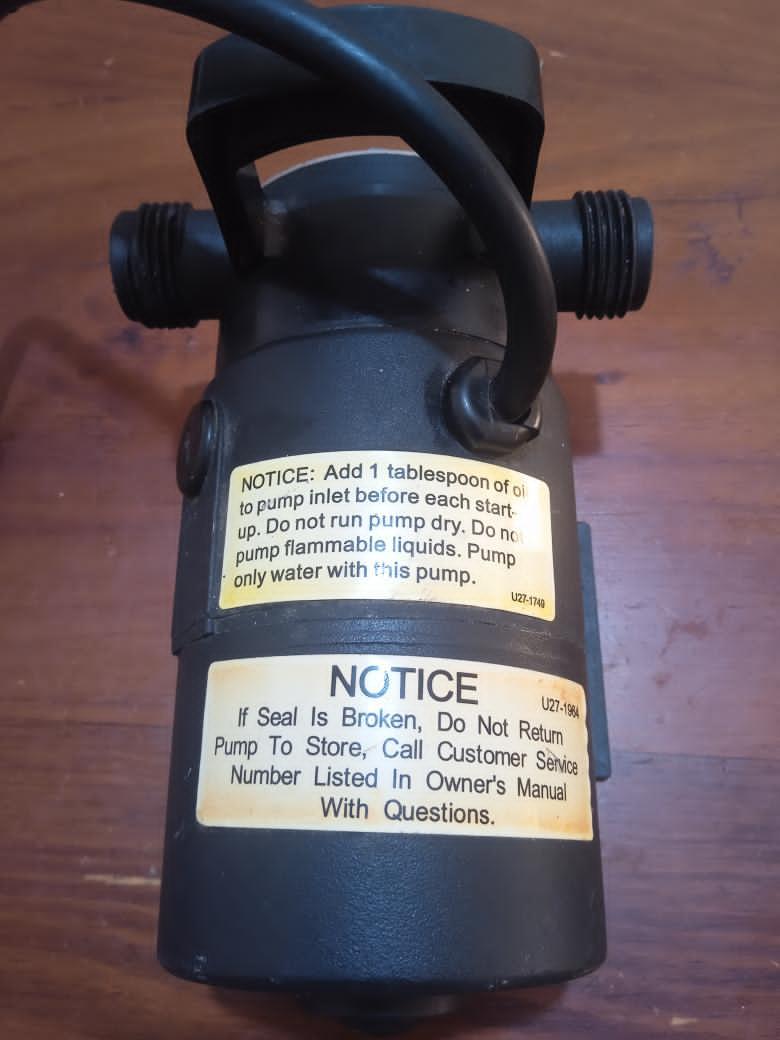 NOTICE: Add 1 tablespoon of oi
to pump inlet before each start-
up. Do not run pump dry. Do no
pump flammable liquids. Pump
only water with this pump.
U27-1749
NOTICE
U27-1964
If Seal Is Broken, Do Not Return
Pump To Store, Call Customer Service
Number Listed In Owner's Manual
With Questions.